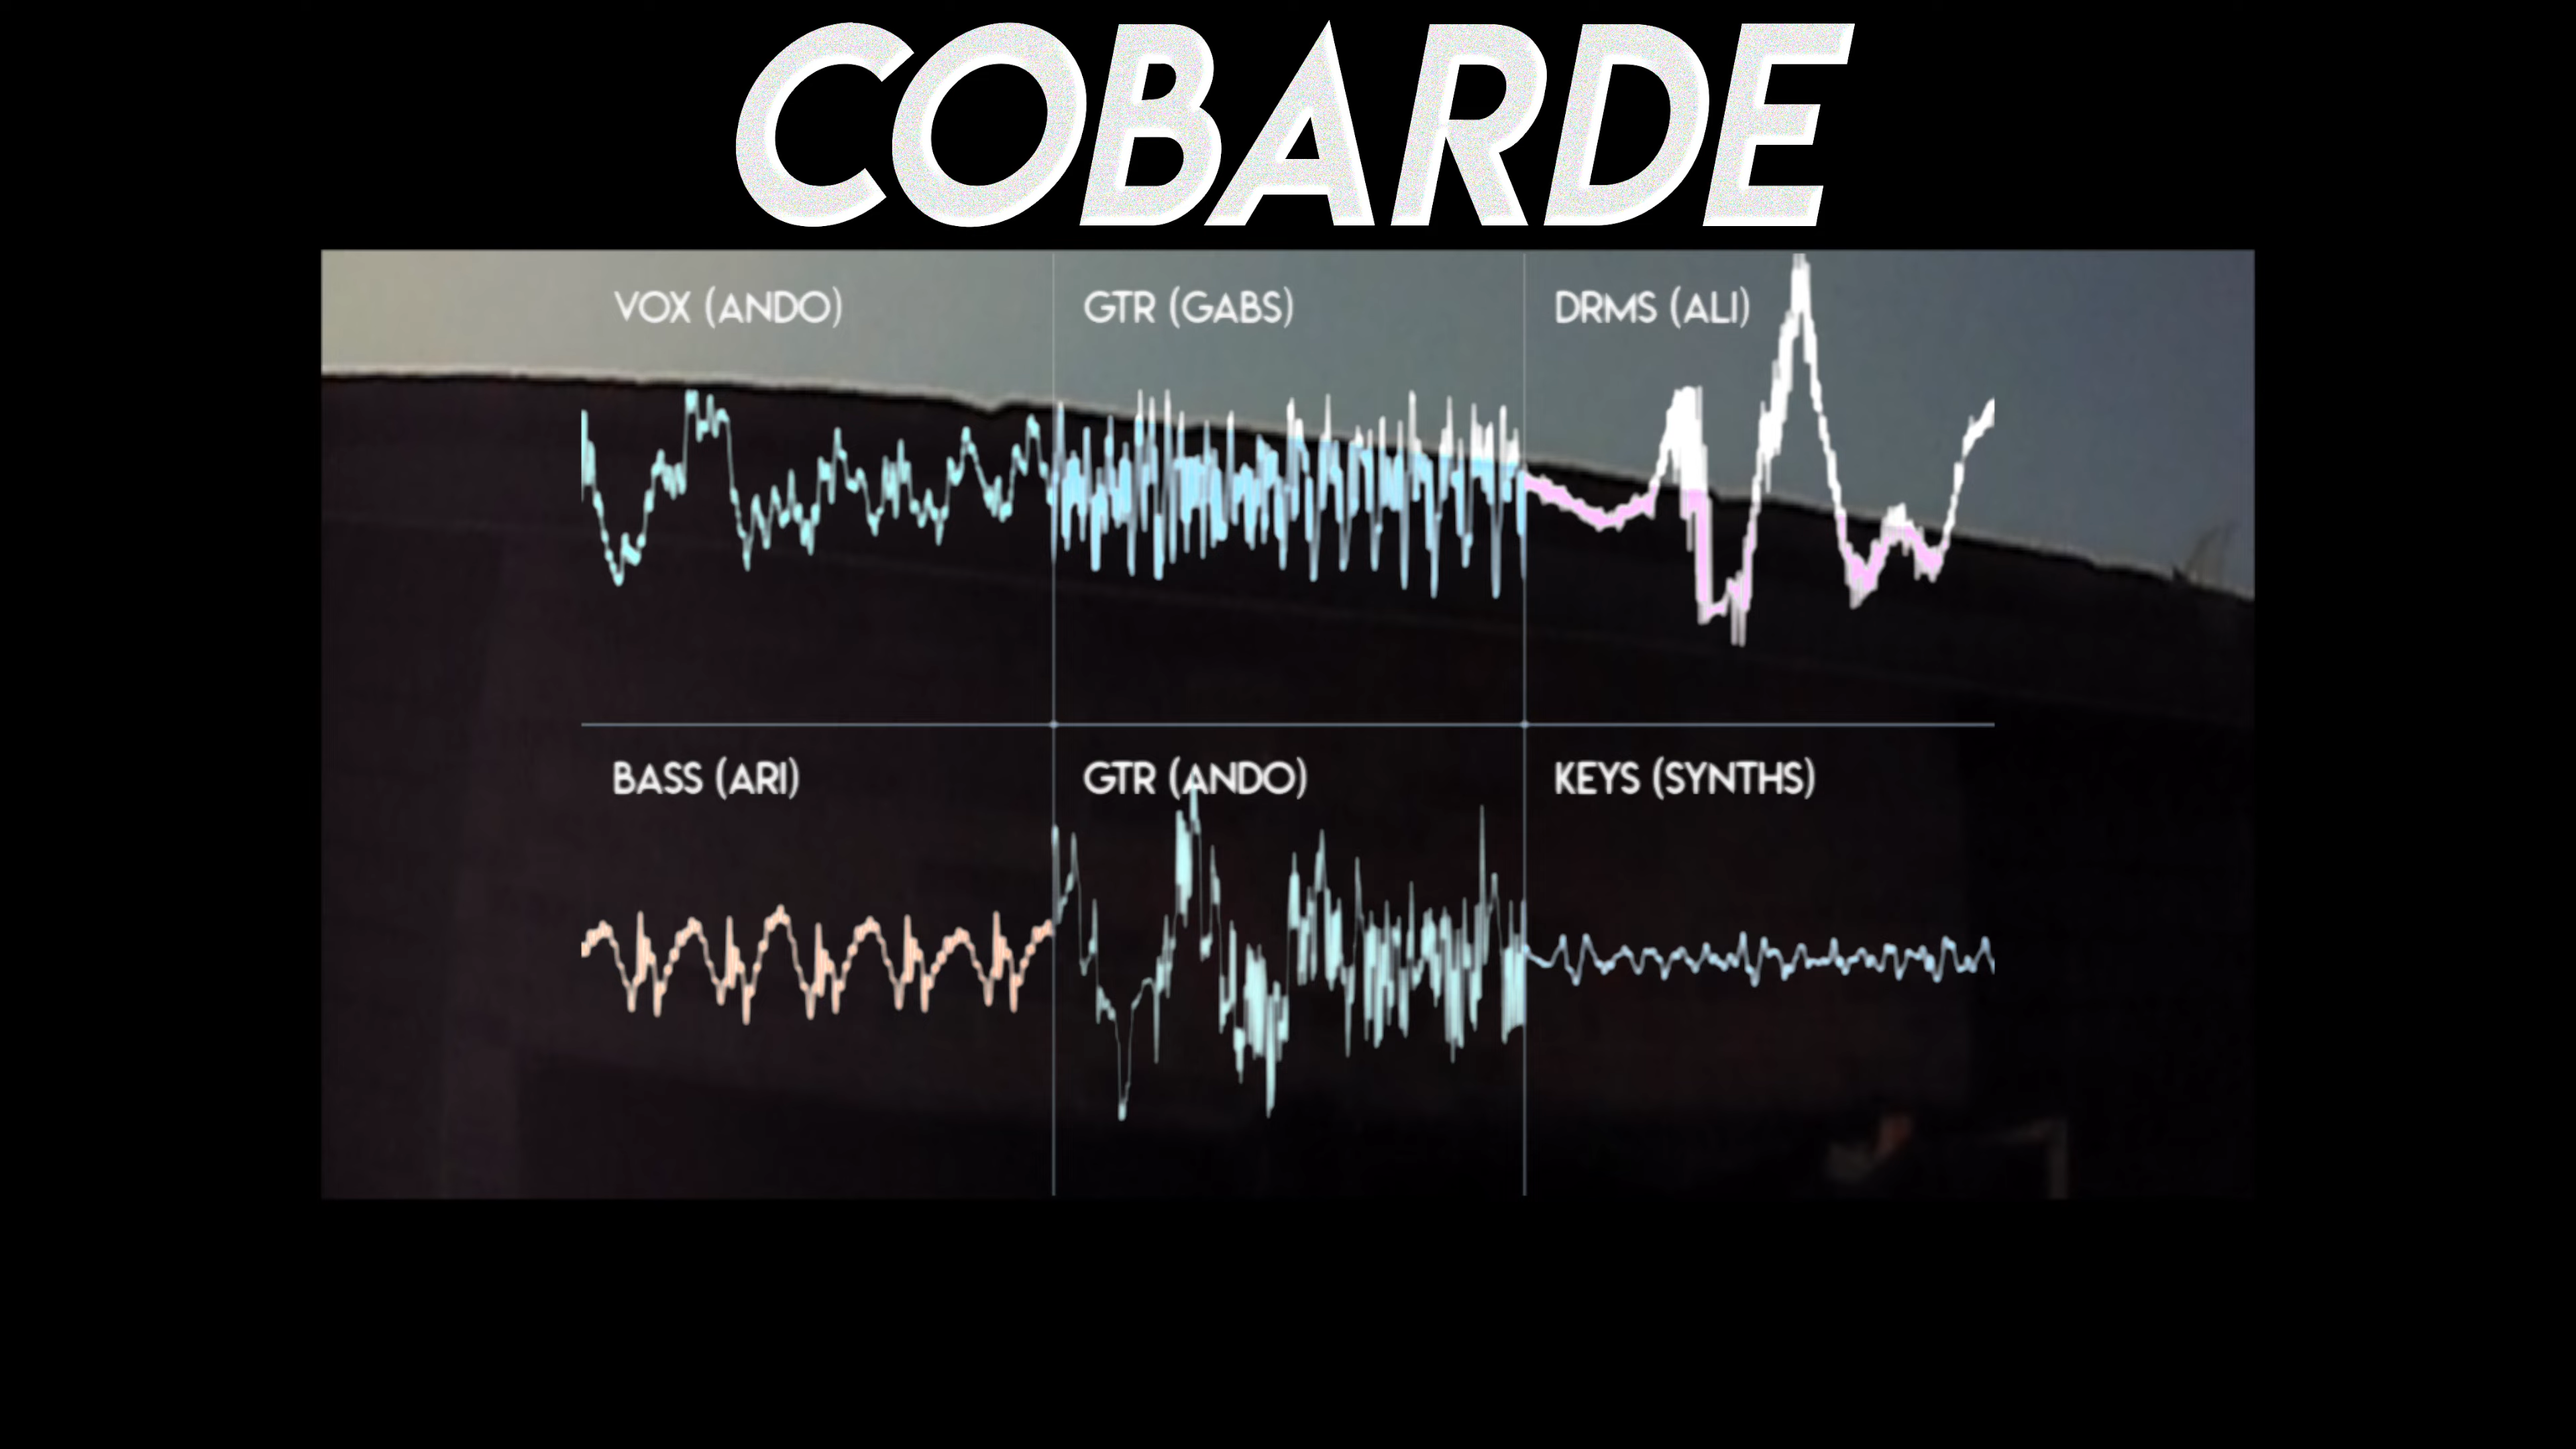 COBARDE
VOX (ANDO)
GTR (GABS)
DRMS (ALI)
BASS (ARI)
GTR (ANDO)
KEYS (SYNTHS)